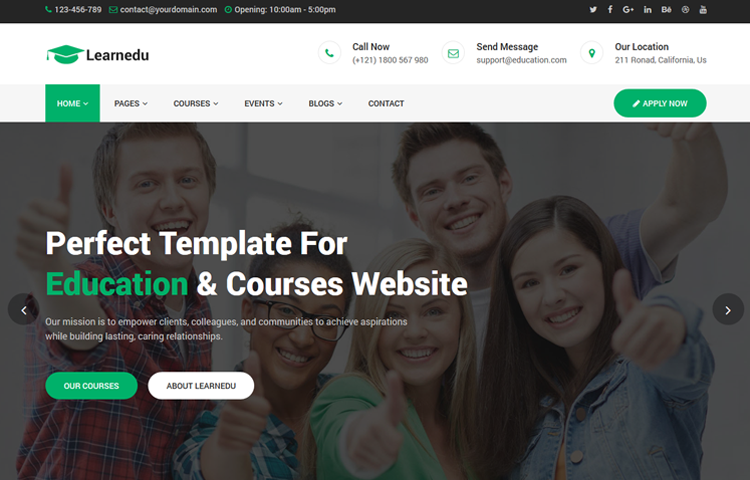 123-456-789 contact@yourdomain.com Opening: 10:00am - 5:00pm
Learnedu
Call Now
(+121) 1800 567 980
Send Message
support@education.com
Our Location
211 Ronad, California, Us
HOME PAGES COURSES EVENTS BLOGS CONTACT
APPLY NOW
Perfect Template For
Education & Courses Website
Our mission is to empower clients, colleagues, and communities to achieve aspirations
while building lasting, caring relationships.
OUR COURSES
ABOUT LEARNEDU